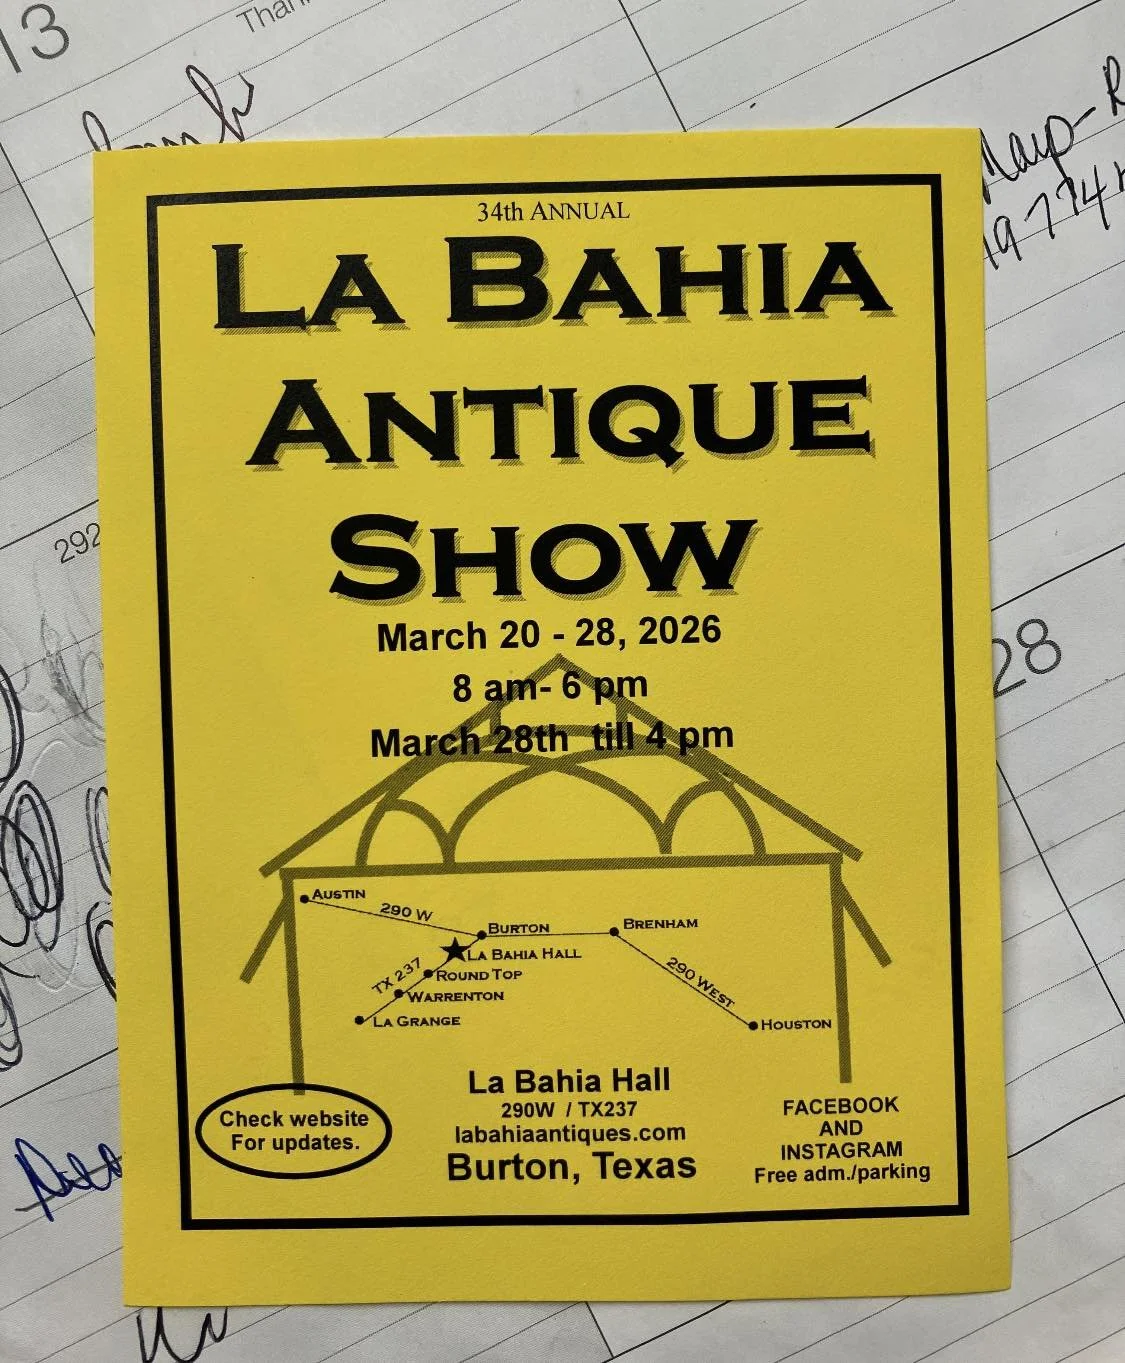 13
34th ANNUAL
LA BAHIA
ANTIQUE
SHOW
March 20 - 28, 2026
8 am- 6 pm
March 28th till 4 pm
292
28
AUSTIN
290 W
BURTON
BRENHAM
LA BAHIA HALL
TX 237
ROUND TOP
290 WEST
WARRENTON
LA GRANGE
HOUSTON
La Bahia Hall
290W / TX237
labahiaantiques.com
Burton, Texas
Check website
For updates.
FACEBOOK
AND
INSTAGRAM
Free adm./parking